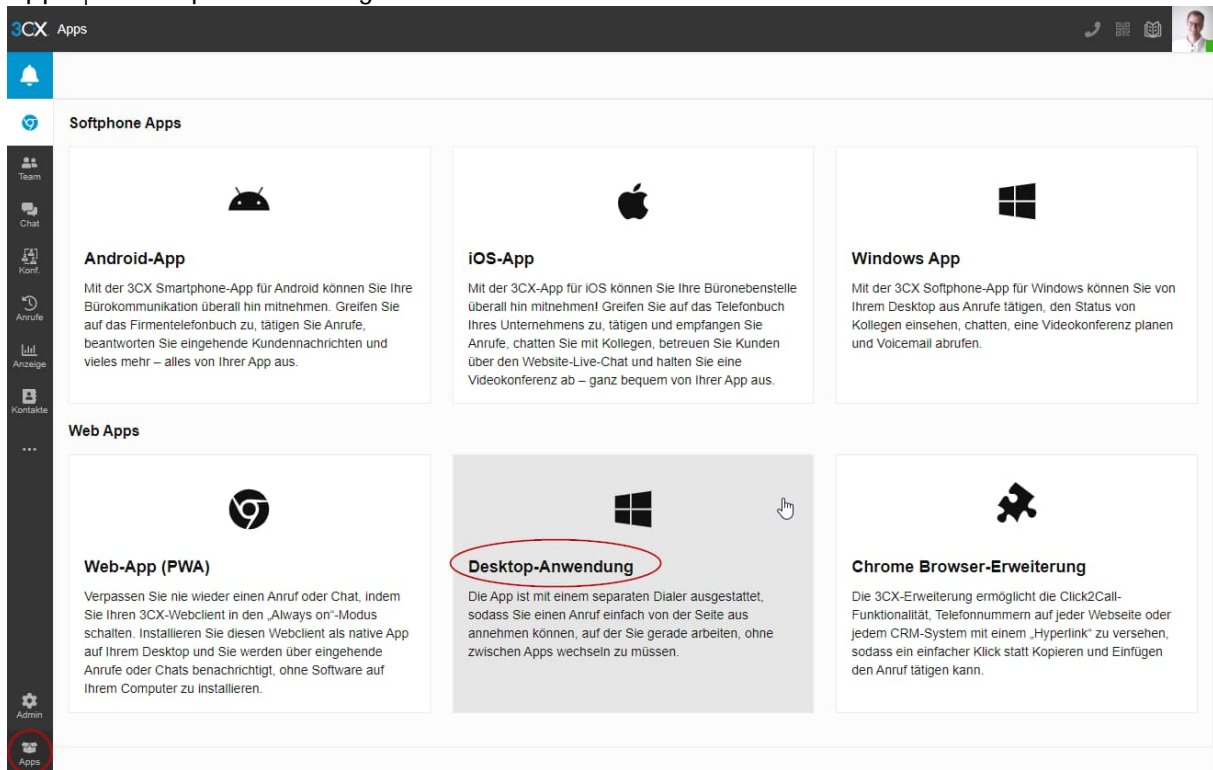 3CX Apps
Softphone Apps
Team
Chat
Konf.
Anrufe
Anzeige
Kontakte
Android-App
Mit der 3CX Smartphone-App für Android können Sie Ihre
Bürokommunikation überall hin mitnehmen. Greifen Sie
auf das Firmentelefonbuch zu, tätigen Sie Anrufe,
beantworten Sie eingehende Kundennachrichten und
vieles mehr – alles von Ihrer App aus.
iOS-App
Mit der 3CX-App für iOS können Sie Ihre Büronebenstelle
überall hin mitnehmen! Greifen Sie auf das Telefonbuch
Ihres Unternehmens zu, tätigen und empfangen Sie
Anrufe, chatten Sie mit Kollegen, betreuen Sie Kunden
über den Website-Live-Chat und halten Sie eine
Videokonferenz ab – ganz bequem von Ihrer App aus.
Windows App
Mit der 3CX Softphone-App für Windows können Sie von
Ihrem Desktop aus Anrufe tätigen, den Status von
Kollegen einsehen, chatten, eine Videokonferenz planen
und Voicemail abrufen.
Web Apps
Web-App (PWA)
Verpassen Sie nie wieder einen Anruf oder Chat, indem
Sie Ihren 3CX-Webclient in den „Always on“-Modus
schalten. Installieren Sie diesen Webclient als native App
auf Ihrem Desktop und Sie werden über eingehende
Anrufe oder Chats benachrichtigt, ohne Software auf
Ihrem Computer zu installieren.
Desktop-Anwendung
Die App ist mit einem separaten Dialer ausgestattet,
sodass Sie einen Anruf einfach von der Seite aus
annehmen können, auf der Sie gerade arbeiten, ohne
zwischen Apps wechseln zu müssen.
Chrome Browser-Erweiterung
Die 3CX-Erweiterung ermöglicht die Click2Call-
Funktionalität, Telefonnummern auf jeder Webseite oder
jedem CRM-System mit einem „Hyperlink“ zu versehen,
sodass ein einfacher Klick statt Kopieren und Einfügen
den Anruf tätigen kann.
Admin
Apps